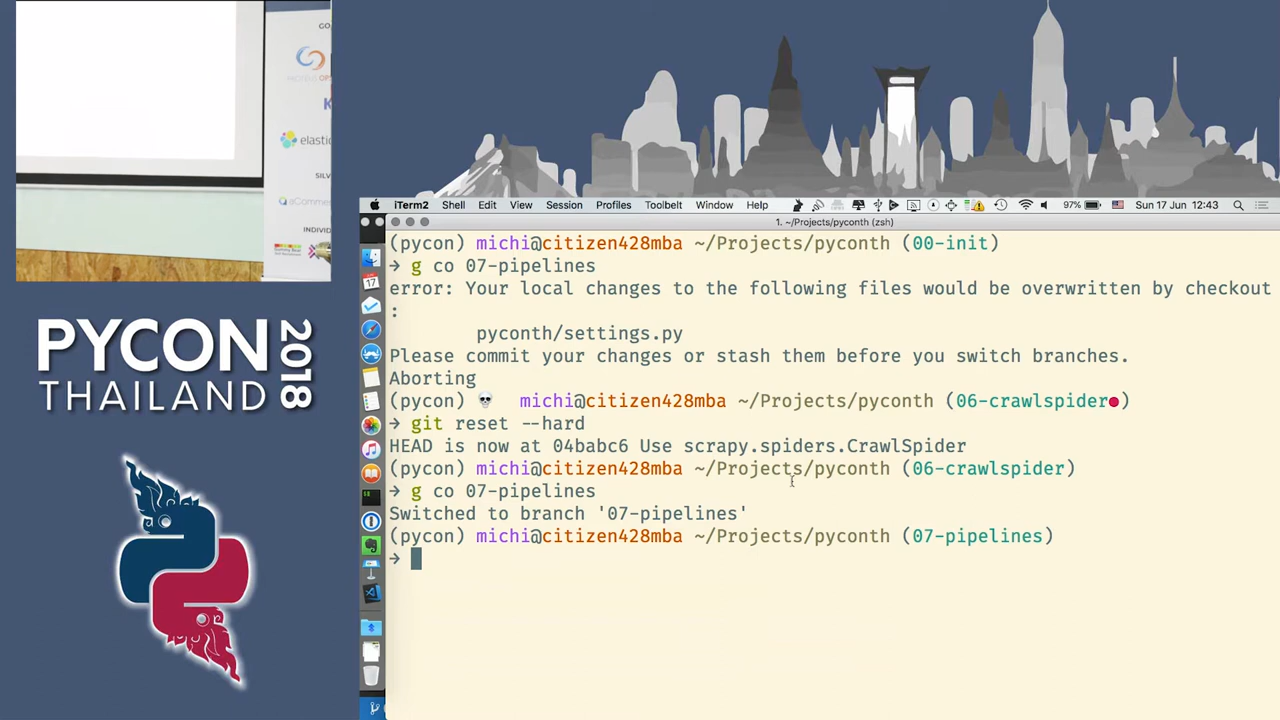 GO
elastic
SILV
aComme
INDIVID
PYCON
THAILAND
2018
iTerm2 Shell Edit View Session Profiles Toolbelt Window Help 97% Sun 17 Jun 12:43
1. ~/Projects/pyconth (zsh)
(pycon) michi@citizen428mba ~/Projects/pyconth (00-init)
→ g co 07-pipelines
error: Your local changes to the following files would be overwritten by checkout
:
pyconth/settings.py
Please commit your changes or stash them before you switch branches.
Aborting
(pycon) 💀 michi@citizen428mba ~/Projects/pyconth (06-crawlspider●)
→ git reset --hard
HEAD is now at 04babc6 Use scrapy.spiders.CrawlSpider
(pycon) michi@citizen428mba ~/Projects/pyconth (06-crawlspider)
→ g co 07-pipelines
Switched to branch '07-pipelines'
(pycon) michi@citizen428mba ~/Projects/pyconth (07-pipelines)
→